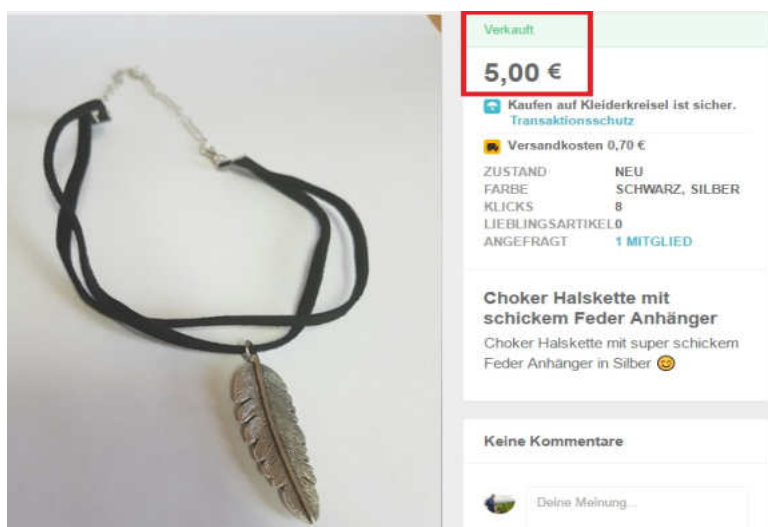 Verkauft
5,00 €
Kaufen auf Kleiderkreisel ist sicher.
Transaktionsschutz
Versandkosten 0,70 €
ZUSTAND NEU
FARBE SCHWARZ, SILBER
KLICKS 8
LIEBLINGSARTIKEL0
ANGEFRAGT 1 MITGLIED
Choker Halskette mit
schickem Feder Anhänger
Choker Halskette mit super schickem
Feder Anhänger in Silber 😊
Keine Kommentare
Deine Meinung...